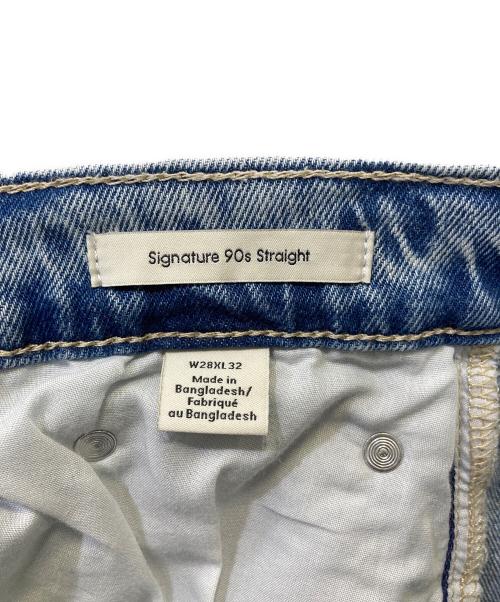 Signature 90s Straight
W28XL32
Made in
Bangladesh/
Fabriqué
au Bangladesh